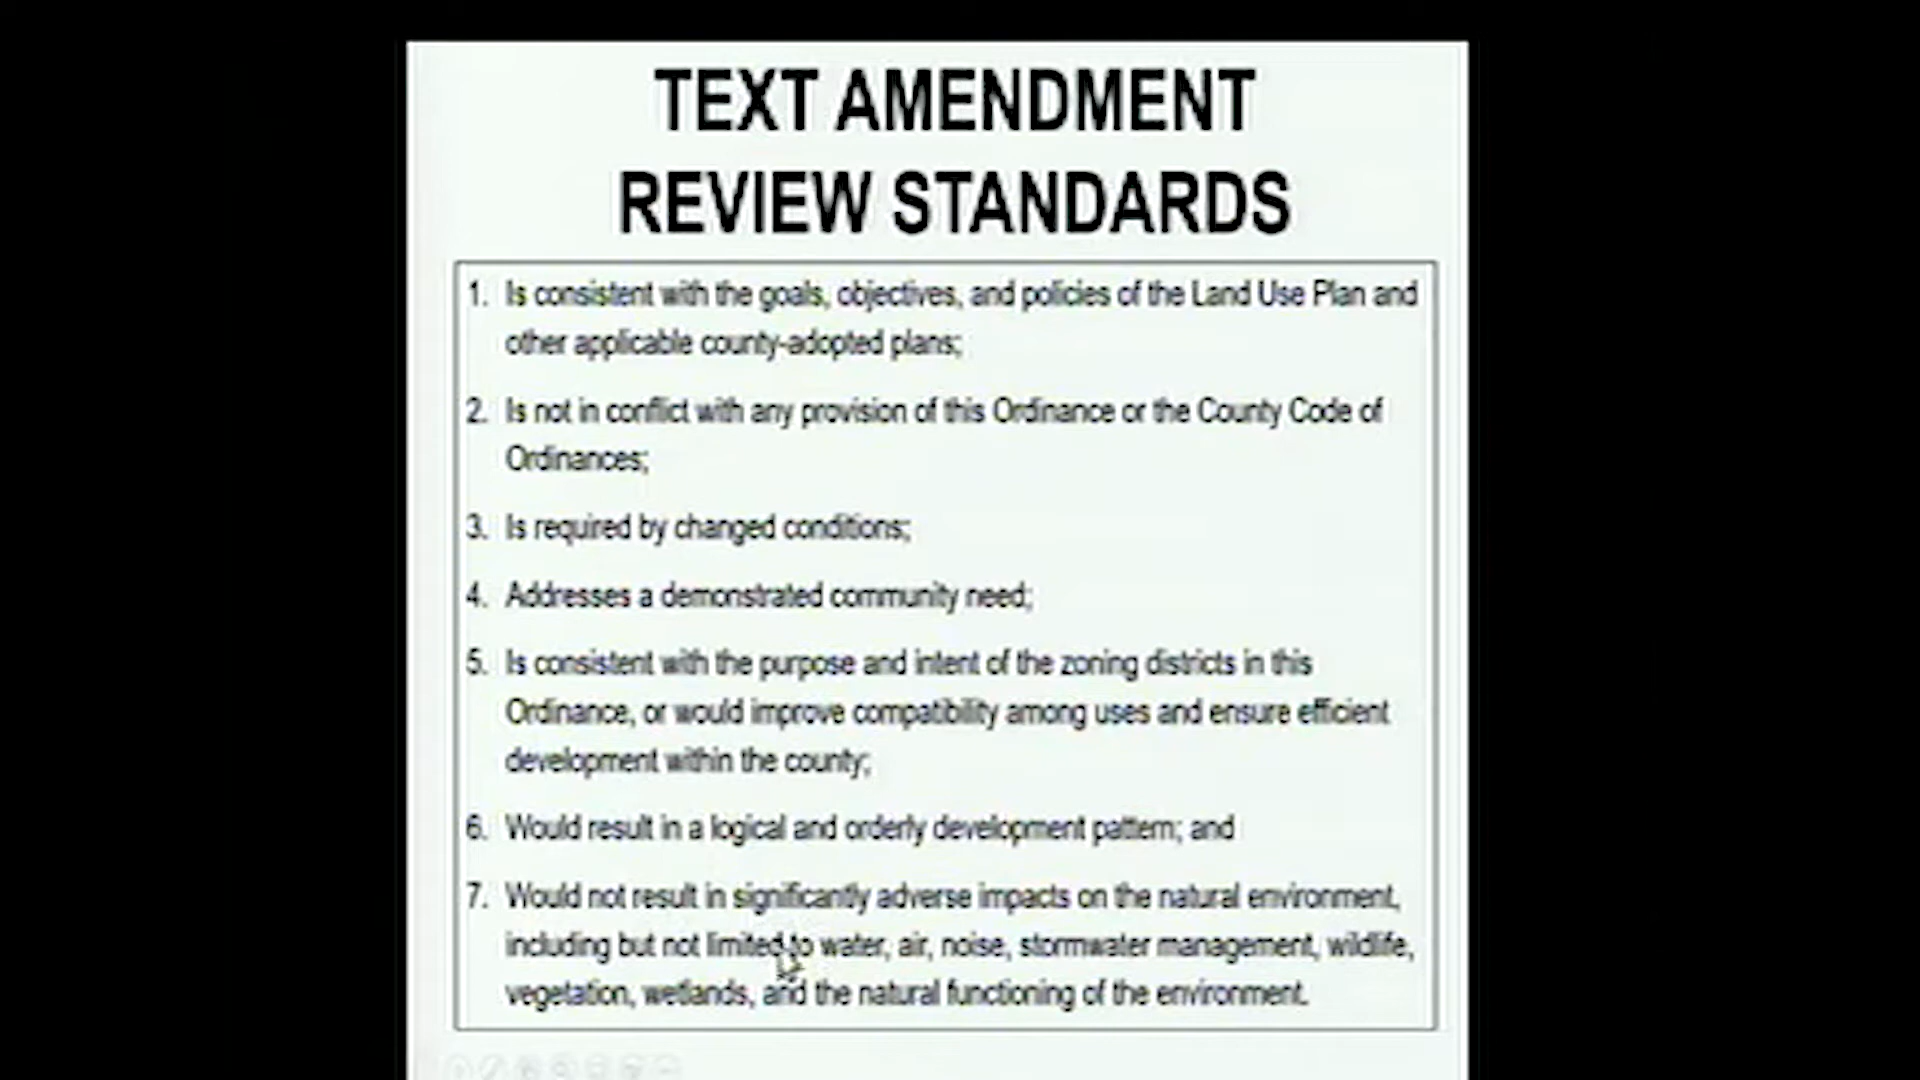 TEXT AMENDMENT
REVIEW STANDARDS
1. Is consistent with the goals, objectives, and policies of the Land Use Plan and
other applicable county-adopted plans;
2. Is not in conflict with any provision of this Ordinance or the County Code of
Ordinances;
3. Is required by changed conditions;
4. Addresses a demonstrated community need;
5. Is consistent with the purpose and intent of the zoning districts in this
Ordinance, or would improve compatibility among uses and ensure efficient
development within the county;
6. Would result in a logical and orderly development pattern; and
7. Would not result in significantly adverse impacts on the natural environment,
including but not limited to water, air, noise, stormwater management, wildlife,
vegetation, wetlands, and the natural functioning of the environment.